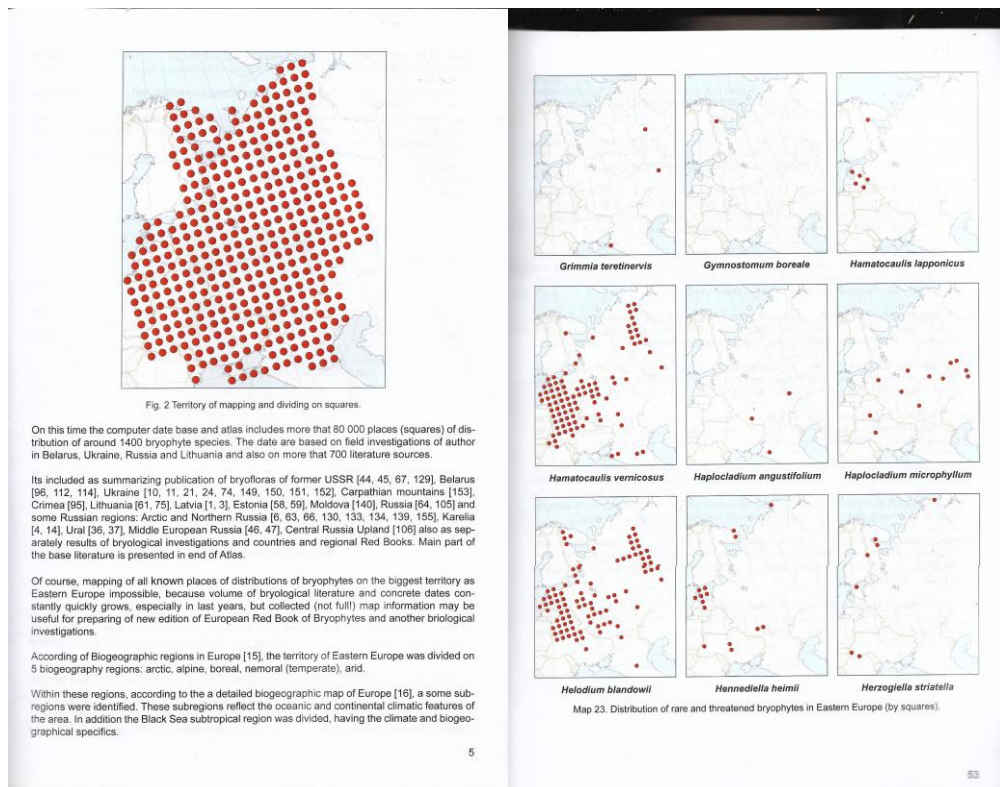 Fig. 2 Territory of mapping and dividing on squares.
On this time the computer date base and atlas includes more that 80 000 places (squares) of dis-
tribution of around 1400 bryophyte species. The date are based on field investigations of author
in Belarus, Ukraine, Russia and Lithuania and also on more that 700 literature sources.
Its included as summarizing publication of bryofloras of former USSR [44, 45, 67, 129], Belarus
[96, 112, 114], Ukraine [10, 11, 21, 24, 74, 149, 150, 151, 152], Carpathian mountains [153],
Crimea [95], Lithuania [61, 75], Latvia [1, 3], Estonia [58, 59], Moldova [140], Russia [64, 105] and
some Russian regions: Arctic and Northern Russia [6, 63, 66, 130, 133, 134, 139, 155], Karelia
[4, 14], Ural [36, 37], Middle European Russia [46, 47], Central Russia Upland [106] also as sep-
arately results of bryological investigations and countries and regional Red Books. Main part of
the base literature is presented in end of Atlas.
Of course, mapping of all known places of distributions of bryophytes on the biggest territory as
Eastern Europe impossible, because volume of bryological literature and concrete dates con-
stantly quickly grows, especially in last years, but collected (not full!) map information may be
useful for preparing of new edition of European Red Book of Bryophytes and another briological
investigations.
According of Biogeographic regions in Europe [15], the territory of Eastern Europe was divided on
5 biogeography regions: arctic, alpine, boreal, nemoral (temperate), arid.
Within these regions, according to the a detailed biogeographic map of Europe [16], a some sub-
regions were identified. These subregions reflect the oceanic and continental climatic features of
the area. In addition the Black Sea subtropical region was divided, having the climate and biogeo-
graphical specifics.
5
Grimmia teretinervis
Gymnostomum boreale
Hamatocaulis lapponicus
Hamatocaulis vernicosus
Haplocladium angustifolium
Haplocladium microphyllum
Helodium blandowii
Hennediella heimii
Herzogiella striatella
Map 23. Distribution of rare and threatened bryophytes in Eastern Europe (by squares).
53